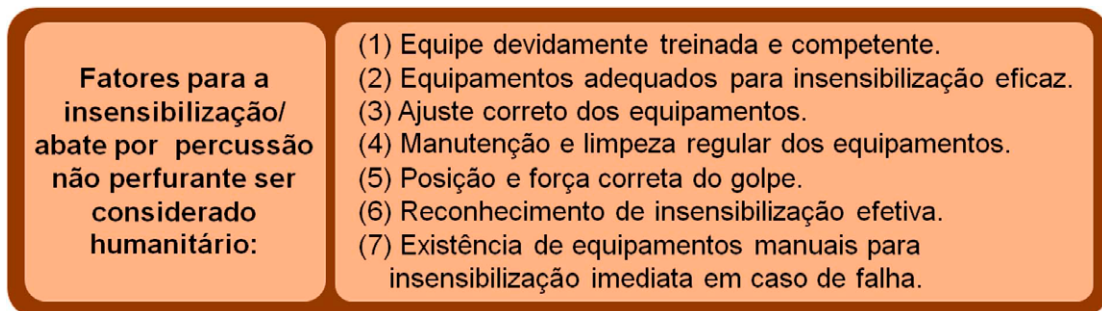 Fatores para a
insensibilização/
abate por percussão
não perfurante ser
considerado
humanitário:
(1) Equipe devidamente treinada e competente.
(2) Equipamentos adequados para insensibilização eficaz.
(3) Ajuste correto dos equipamentos.
(4) Manutenção e limpeza regular dos equipamentos.
(5) Posição e força correta do golpe.
(6) Reconhecimento de insensibilização efetiva.
(7) Existência de equipamentos manuais para
insensibilização imediata em caso de falha.